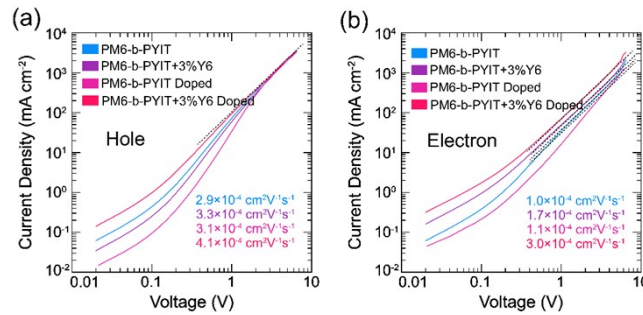 (a)
Current Density (mA cm⁻²)
10⁴
10³
10²
10¹
10⁰
10⁻¹
10⁻²
PM6-b-PYIT
PM6-b-PYIT+3%Y6
PM6-b-PYIT Doped
PM6-b-PYIT+3%Y6 Doped
Hole
2.9×10⁻⁴ cm²V⁻¹s⁻¹
3.3×10⁻⁴ cm²V⁻¹s⁻¹
3.1×10⁻⁴ cm²V⁻¹s⁻¹
4.1×10⁻⁴ cm²V⁻¹s⁻¹
0.01 0.1 1 10
Voltage (V)
(b)
Current Density (mA cm⁻²)
10⁴
10³
10²
10¹
10⁰
10⁻¹
10⁻²
PM6-b-PYIT
PM6-b-PYIT+3%Y6
PM6-b-PYIT Doped
PM6-b-PYIT+3%Y6 Doped
Electron
1.0×10⁻⁴ cm²V⁻¹s⁻¹
1.7×10⁻⁴ cm²V⁻¹s⁻¹
1.1×10⁻⁴ cm²V⁻¹s⁻¹
3.0×10⁻⁴ cm²V⁻¹s⁻¹
0.01 0.1 1 10
Voltage (V)